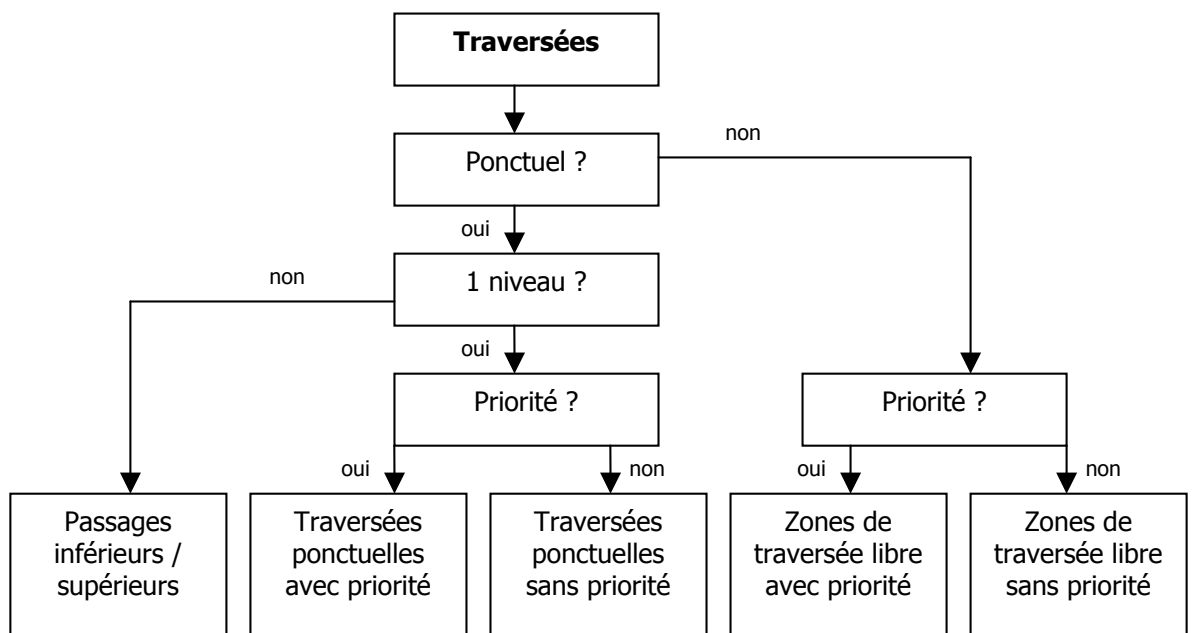 Traversées
non
Ponctuel ?
oui
non
1 niveau ?
oui
Priorité ?
Priorité ?
oui
non
oui
non
Passages
inférieurs /
supérieurs
Traversées
ponctuelles
avec priorité
Traversées
ponctuelles
sans priorité
Zones de
traversée libre
avec priorité
Zones de
traversée libre
sans priorité